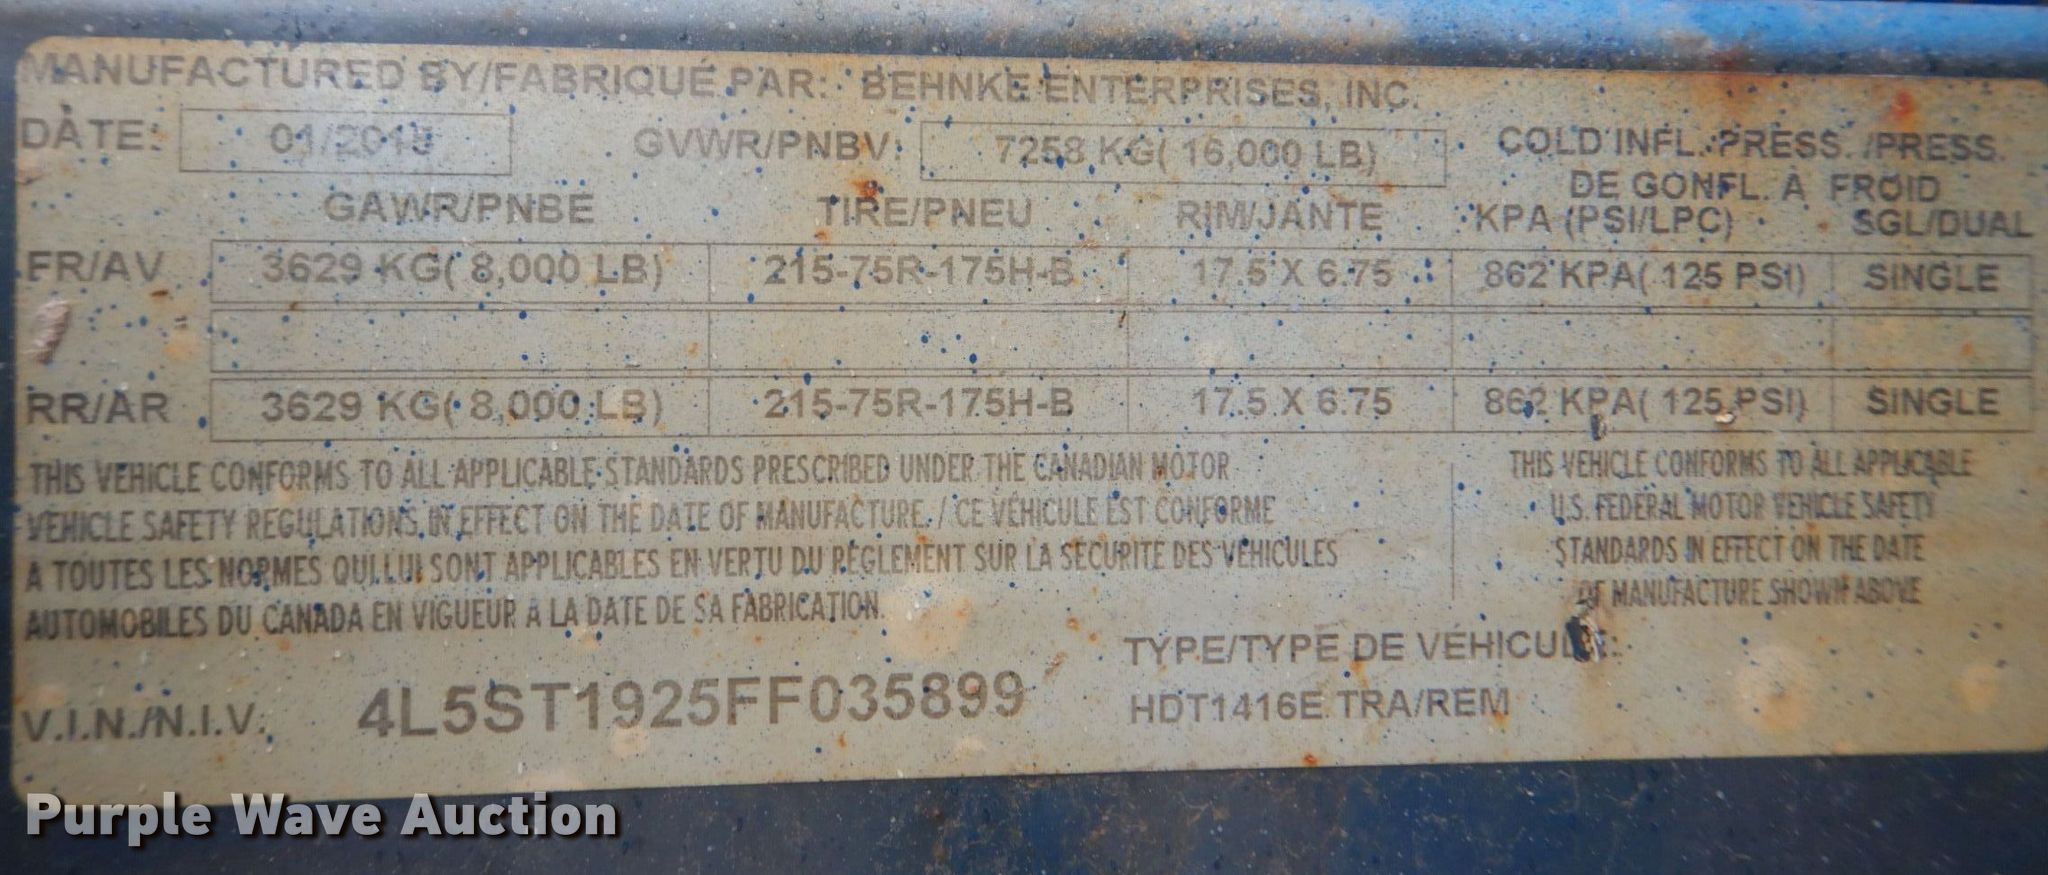 MANUFACTURED BY/FABRIQUÉ PAR: BEHNKE ENTERPRISES, INC.
DATE: 01/2015 GVWR/PNBV: 7258 KG( 16,000 LB) COLD INFL. PRESS. /PRESS.
DE GONFL. À FROID
GAWR/PNBE TIRE/PNEU RIM/JANTE KPA (PSI/LPC) SGL/DUAL
FR/AV 3629 KG( 8,000 LB) 215-75R-175H-B 17.5 X 6.75 862 KPA( 125 PSI) SINGLE
RR/AR 3629 KG( 8,000 LB) 215-75R-175H-B 17.5 X 6.75 862 KPA( 125 PSI) SINGLE
THIS VEHICLE CONFORMS TO ALL APPLICABLE STANDARDS PRESCRIBED UNDER THE CANADIAN MOTOR
VEHICLE SAFETY REGULATIONS IN EFFECT ON THE DATE OF MANUFACTURE. / CE VÉHICULE EST CONFORME
A TOUTES LES NORMES QUI LUI SONT APPLICABLES EN VERTU DU RÈGLEMENT SUR LA SÉCURITÉ DES VÉHICULES
AUTOMOBILES DU CANADA EN VIGUEUR A LA DATE DE SA FABRICATION.
THIS VEHICLE CONFORMS TO ALL APPLICABLE
U.S. FEDERAL MOTOR VEHICLE SAFETY
STANDARDS IN EFFECT ON THE DATE
OF MANUFACTURE SHOWN ABOVE
TYPE/TYPE DE VÉHICULE:
V.I.N./N.I.V. 4L5ST1925FF035899 HDT1416E TRA/REM
Purple Wave Auction